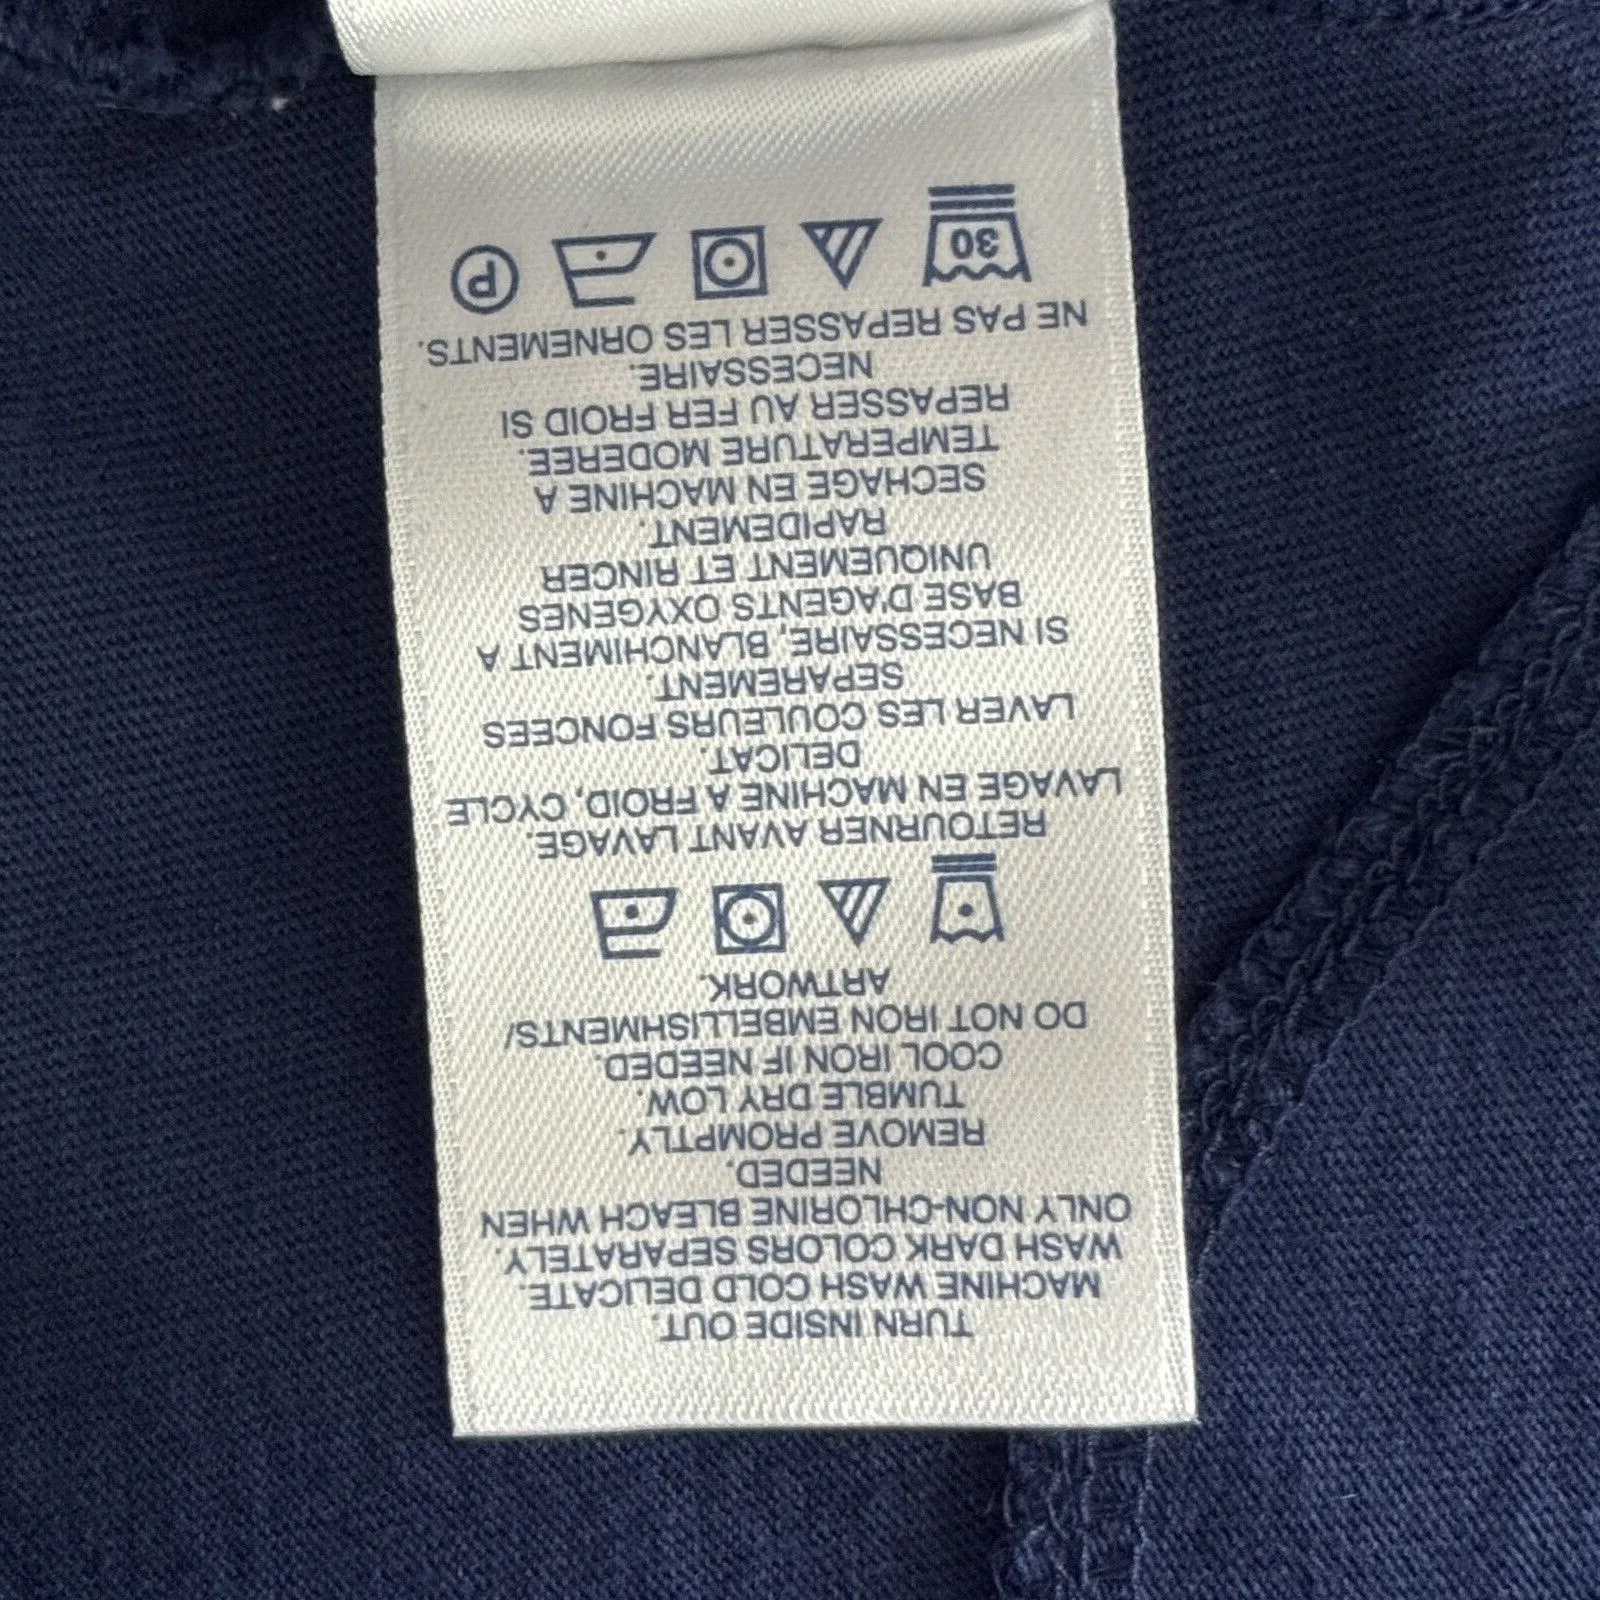 TURN INSIDE OUT.
MACHINE WASH COLD DELICATE.
WASH DARK COLORS SEPARATELY.
ONLY NON-CHLORINE BLEACH WHEN
NEEDED.
REMOVE PROMPTLY.
TUMBLE DRY LOW.
COOL IRON IF NEEDED.
DO NOT IRON EMBELLISHMENTS/
ARTWORK.
RETOURNER AVANT LAVAGE.
LAVAGE EN MACHINE A FROID, CYCLE
DELICAT.
LAVER LES COULEURS FONCEES
SEPAREMENT.
SI NECESSAIRE, BLANCHIMENT A
BASE D'AGENTS OXYGENES
UNIQUEMENT ET RINCER
RAPIDEMENT.
SECHAGE EN MACHINE A
TEMPERATURE MODEREE.
REPASSER AU FER FROID SI
NECESSAIRE.
NE PAS REPASSER LES ORNEMENTS.
30 P